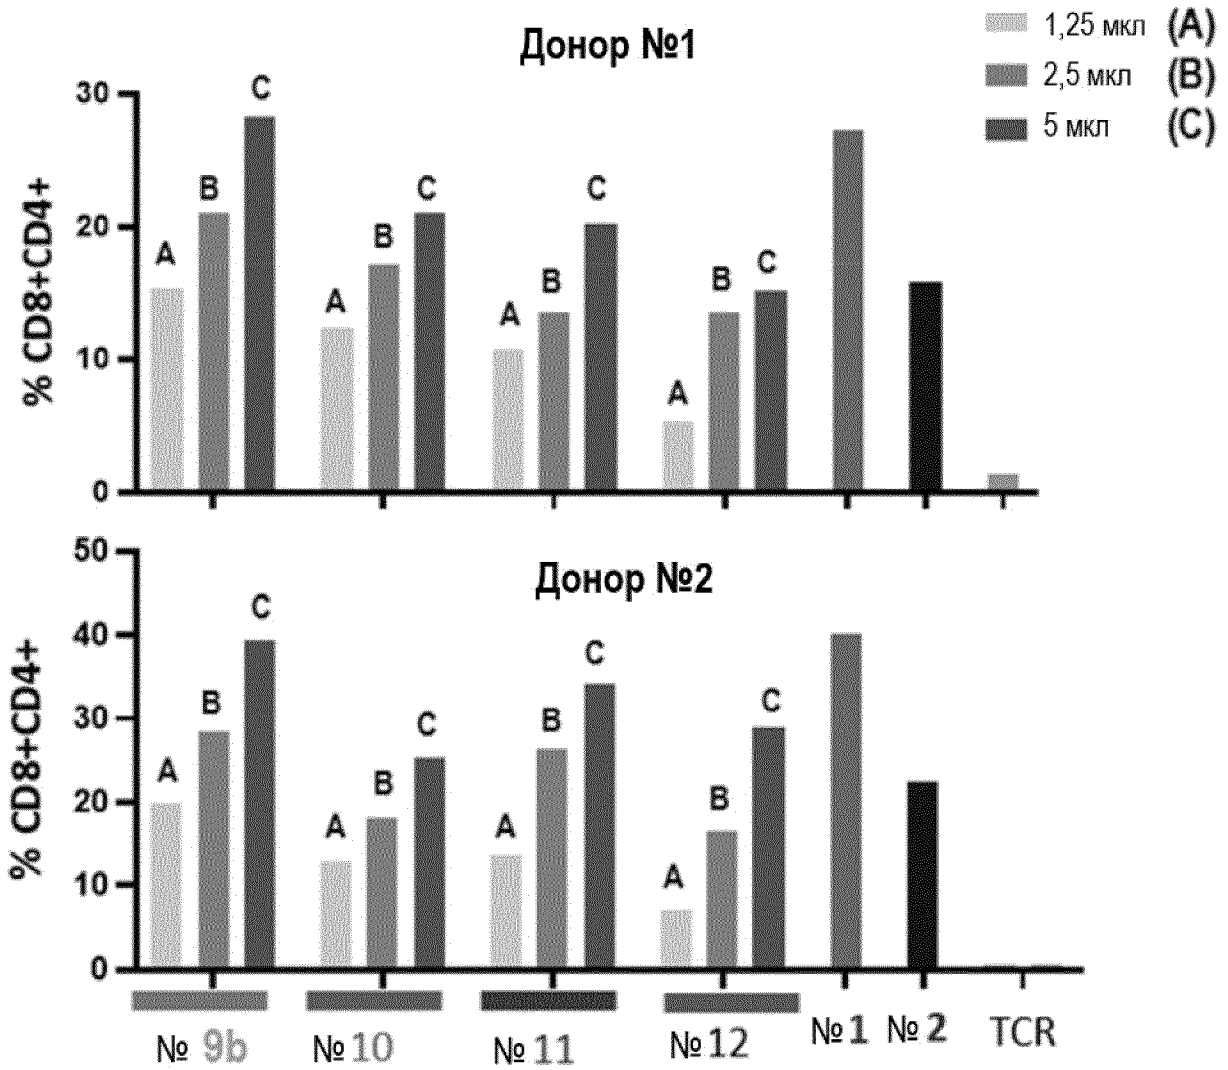 Донор №1
1,25 мкл (A)
2,5 мкл (B)
5 мкл (C)
% CD8+CD4+
30
20
10
0
A B C
A B C
A B C
A B C
Донор №2
% CD8+CD4+
50
40
30
20
10
0
A B C
A B C
A B C
A B C
№ 9b № 10 № 11 № 12 № 1 № 2 TCR